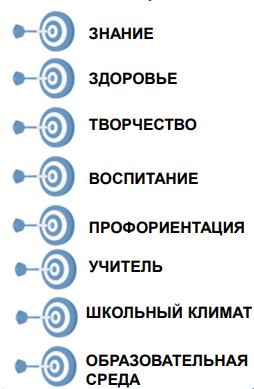 ЗНАНИЕ
ЗДОРОВЬЕ
ТВОРЧЕСТВО
ВОСПИТАНИЕ
ПРОФОРИЕНТАЦИЯ
УЧИТЕЛЬ
ШКОЛЬНЫЙ КЛИМАТ
ОБРАЗОВАТЕЛЬНАЯ
СРЕДА